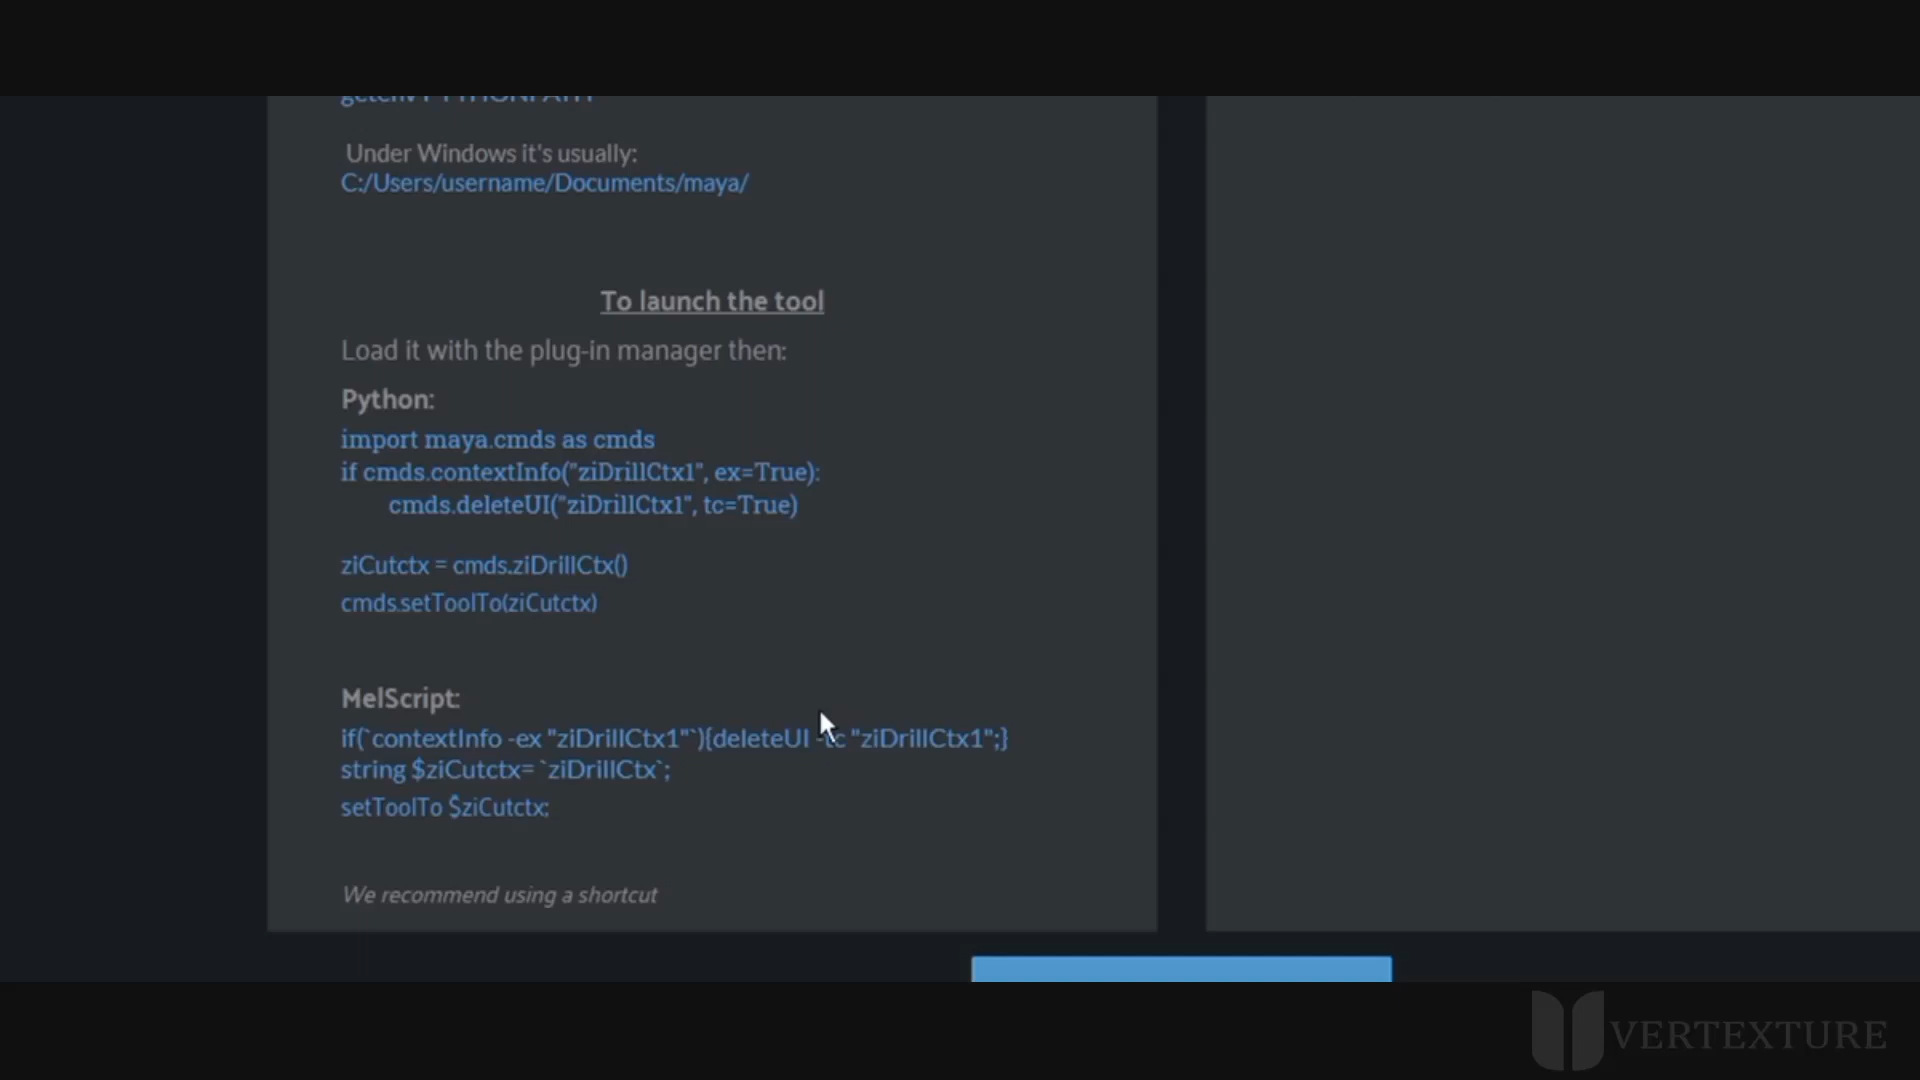 getenv PYTHONPATH
Under Windows it's usually:
C:/Users/username/Documents/maya/
To launch the tool
Load it with the plug-in manager then:
Python:
import maya.cmds as cmds
if cmds.contextInfo("ziDrillCtx1", ex=True):
cmds.deleteUI("ziDrillCtx1", tc=True)
ziCutctx = cmds.ziDrillCtx()
cmds.setToolTo(ziCutctx)
MelScript:
if(`contextInfo -ex "ziDrillCtx1"`){deleteUI -tc "ziDrillCtx1";}
string $ziCutctx= `ziDrillCtx`;
setToolTo $ziCutctx;
We recommend using a shortcut
VERTEXTURE